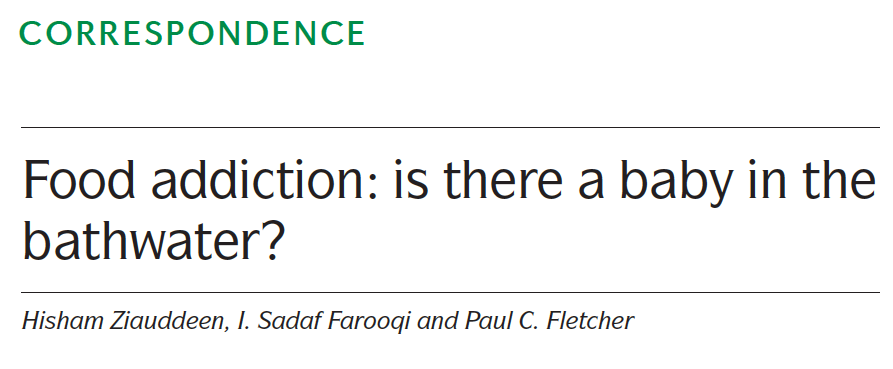 CORRESPONDENCE
Food addiction: is there a baby in the
bathwater?
Hisham Ziauddeen, I. Sadaf Farooqi and Paul C. Fletcher